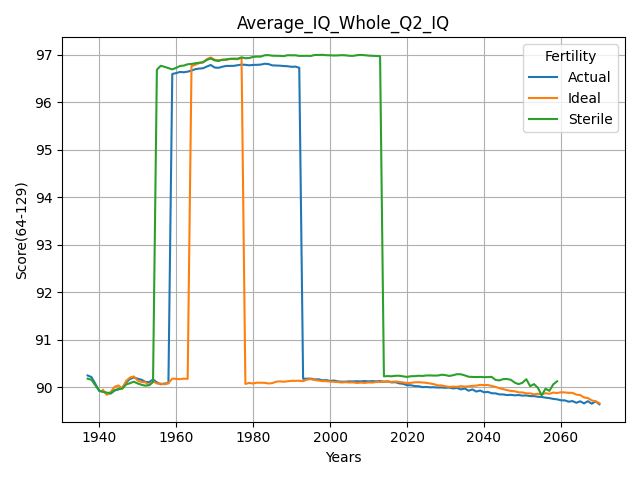 Average_IQ_Whole_Q2_IQ
Fertility
Actual
Ideal
Sterile
Score(64-129)
97
96
95
94
93
92
91
90
1940
1960
1980
2000
2020
2040
2060
Years